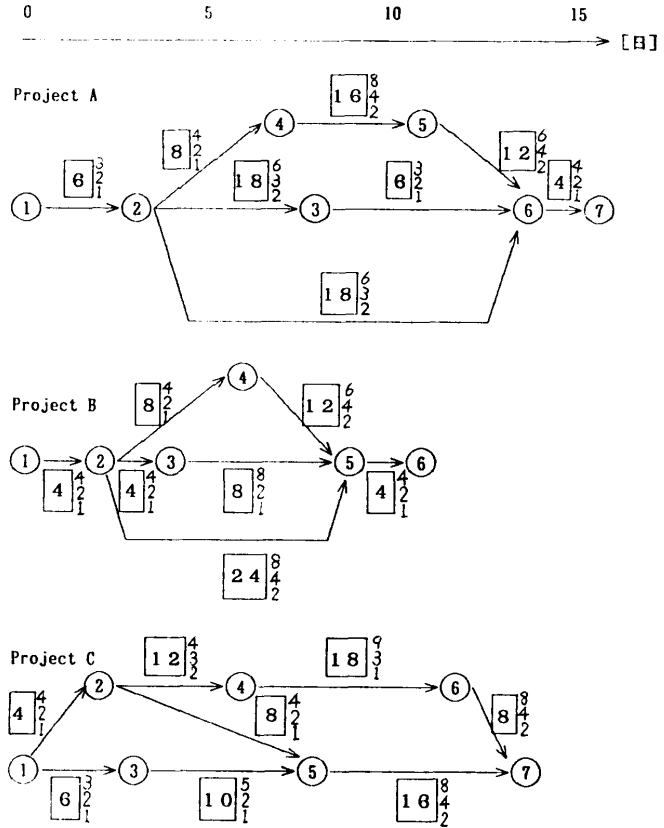 0 5 10 15
[日]
Project A
8 4 2 1
16 8 4 2
12 6 4 2
4 4 2 1
6 3 2 1
18 6 3 2
6 3 2 1
18 6 3 2
1 2 3 4 5 6 7
Project B
8 4 2 1
12 6 4 2
4 4 2 1
4 4 2 1
8 8 2 1
4 4 2 1
24 8 4 2
1 2 3 4 5 6
Project C
12 4 3 2
18 9 3 1
4 4 2 1
8 4 2 1
8 8 4 2
6 3 2 1
10 5 2 1
16 8 4 2
1 2 3 4 5 6 7